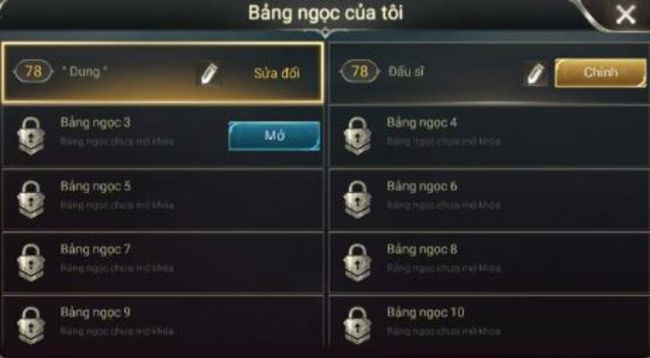 Bảng ngọc của tôi
78 " Dung " Sửa đổi
78 Đấu sĩ Chỉnh
Bảng ngọc 3
Bảng ngọc chưa mở khóa
Mở
Bảng ngọc 4
Bảng ngọc chưa mở khóa
Bảng ngọc 5
Bảng ngọc chưa mở khóa
Bảng ngọc 6
Bảng ngọc chưa mở khóa
Bảng ngọc 7
Bảng ngọc chưa mở khóa
Bảng ngọc 8
Bảng ngọc chưa mở khóa
Bảng ngọc 9
Bảng ngọc chưa mở khóa
Bảng ngọc 10
Bảng ngọc chưa mở khóa